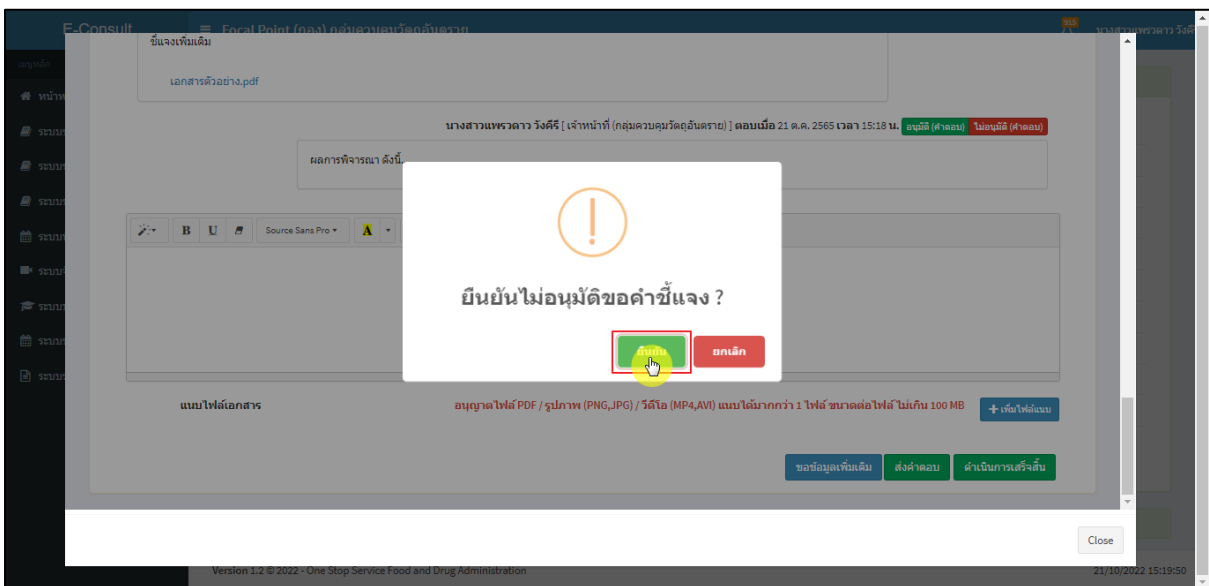 E-Consult
Focal Point (กอง) กลุ่มควบคุมวัตถุอันตราย
915
ชี้แจงเพิ่มเติม
เมนูหลัก
เอกสารตัวอย่าง.pdf
นางสาวแพรวดาว วังคีรี [ เจ้าหน้าที่ (กลุ่มควบคุมวัตถุอันตราย) ] ตอบเมื่อ 21 ต.ค. 2565 เวลา 15:18 น. อนุมัติ (คำตอบ) ไม่อนุมัติ (คำตอบ)
ผลการพิจารณา ดังนี้
B U Source Sans Pro A
ยืนยันไม่อนุมัติขอคำชี้แจง ?
ยืนยัน ยกเลิก
แนบไฟล์เอกสาร อนุญาตไฟล์ PDF / รูปภาพ (PNG,JPG) / วีดีโอ (MP4,AVI) แนบได้มากกว่า 1 ไฟล์ ขนาดต่อไฟล์ ไม่เกิน 100 MB + เพิ่มไฟล์แนบ
ขอข้อมูลเพิ่มเติม ส่งคำตอบ ดำเนินการเสร็จสิ้น
Close
Version 1.2 © 2022 - One Stop Service Food and Drug Administration 21/10/2022 15:19:50